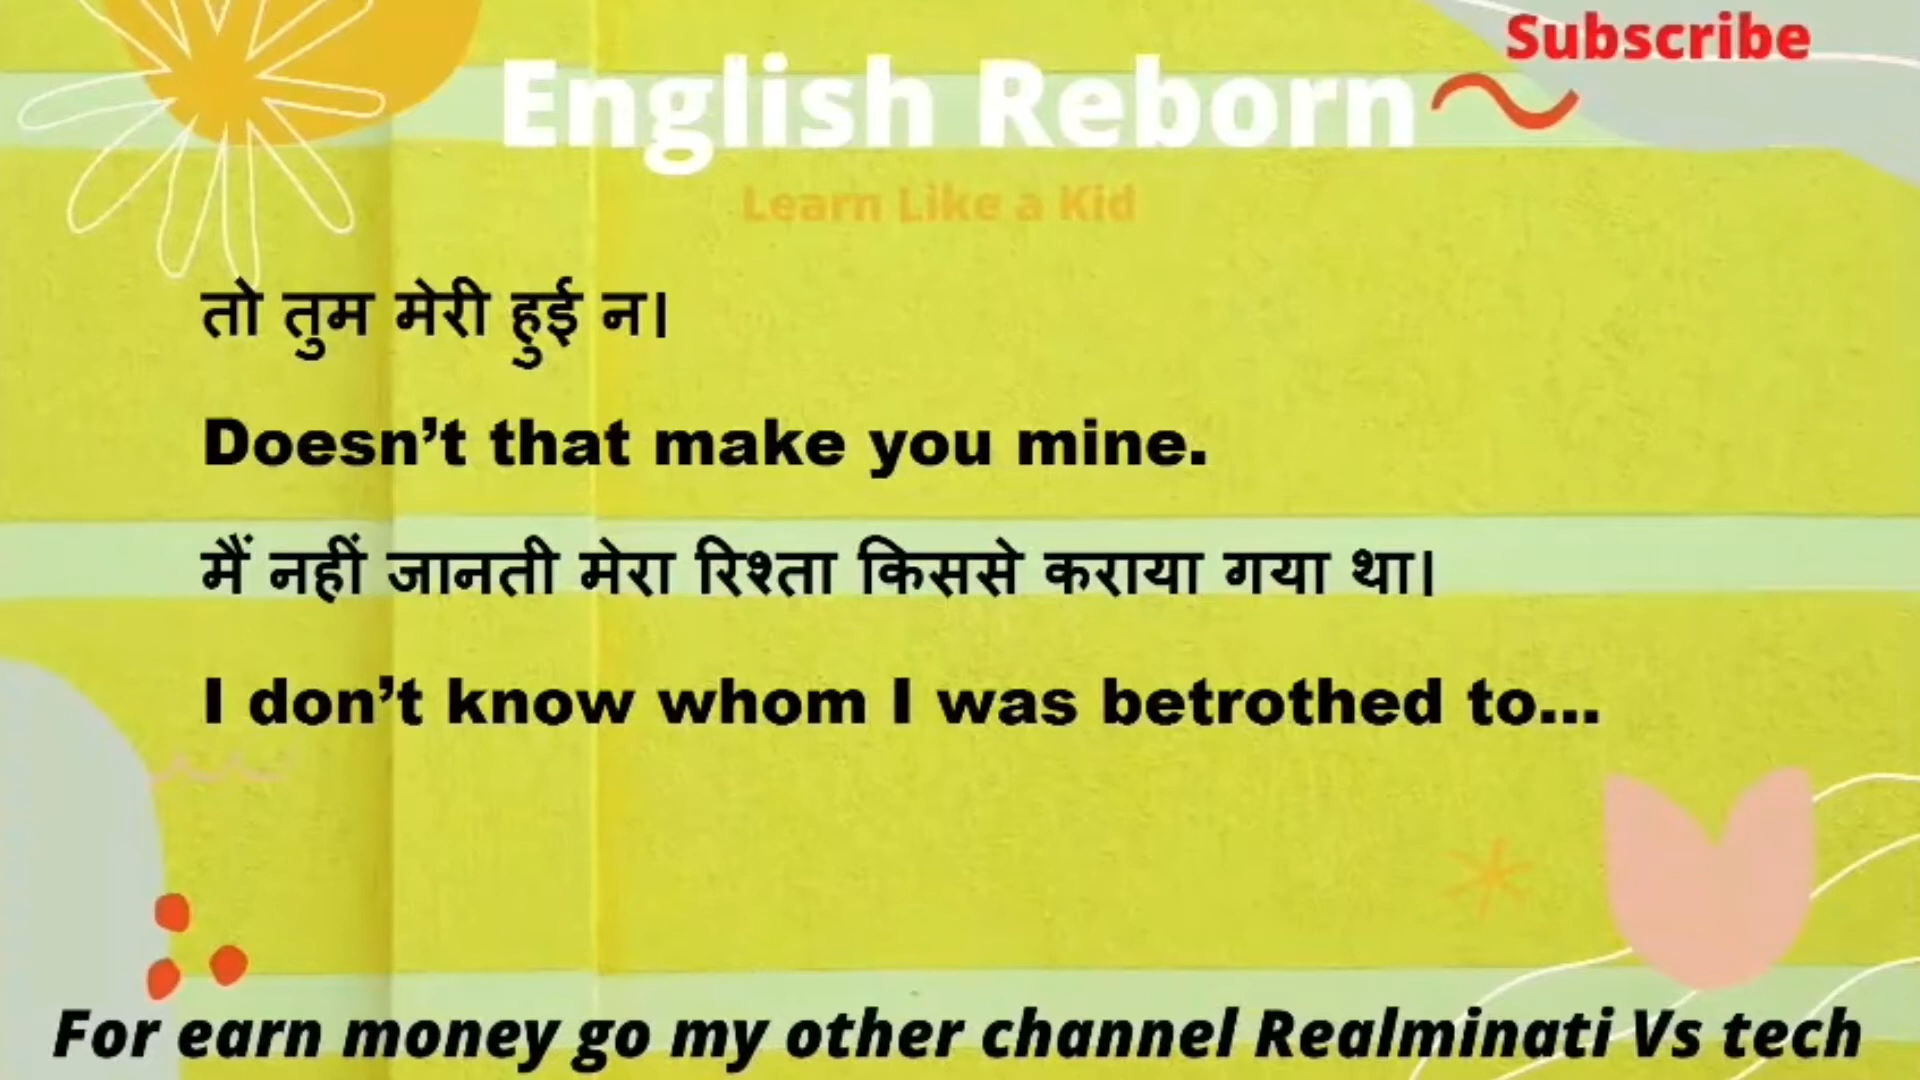 Subscribe
English Reborn
Learn Like a Kid
तो तुम मेरी हुई न।
Doesn’t that make you mine.
मैं नहीं जानती मेरा रिश्ता किससे कराया गया था।
I don’t know whom I was betrothed to...
For earn money go my other channel Realminati Vs tech